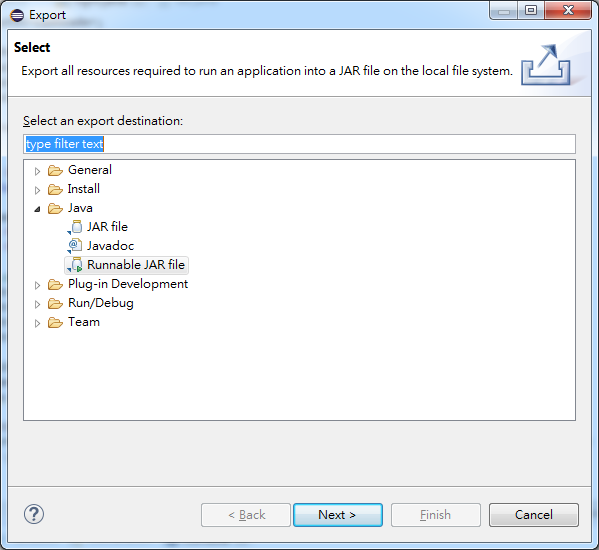 Export
Select
Export all resources required to run an application into a JAR file on the local file system.
Select an export destination:
type filter text
General
Install
Java
JAR file
Javadoc
Runnable JAR file
Plug-in Development
Run/Debug
Team
< Back
Next >
Finish
Cancel